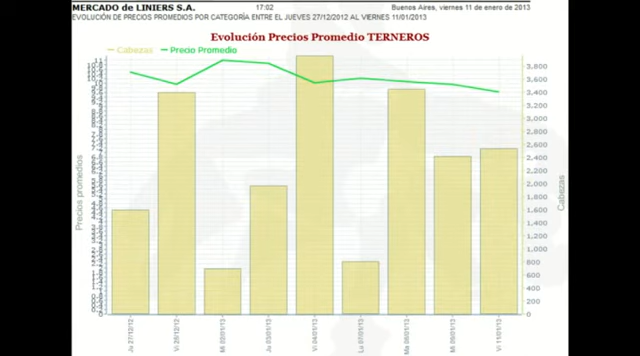 MERCADO de LINIERS S.A. 17:02 Buenos Aires, viernes 11 de enero de 2013
EVOLUCIÓN DE PRECIOS PROMEDIOS POR CATEGORÍA ENTRE EL JUEVES 27/12/2012 AL VIERNES 11/01/2013
Evolución Precios Promedio TERNEROS
Cabezas Precio Promedio
Precios promedios
3,800
3,600
3,400
3,200
3,000
2,800
2,600
2,400
2,200
2,000
1,800
1,600
1,400
1,200
1,000
800
600
400
200
0
Cabezas
Ju 27/12/12
Vi 28/12/12
Mi 02/01/13
Ju 03/01/13
Vi 04/01/13
Lu 07/01/13
Ma 08/01/13
Mi 09/01/13
Vi 11/01/13